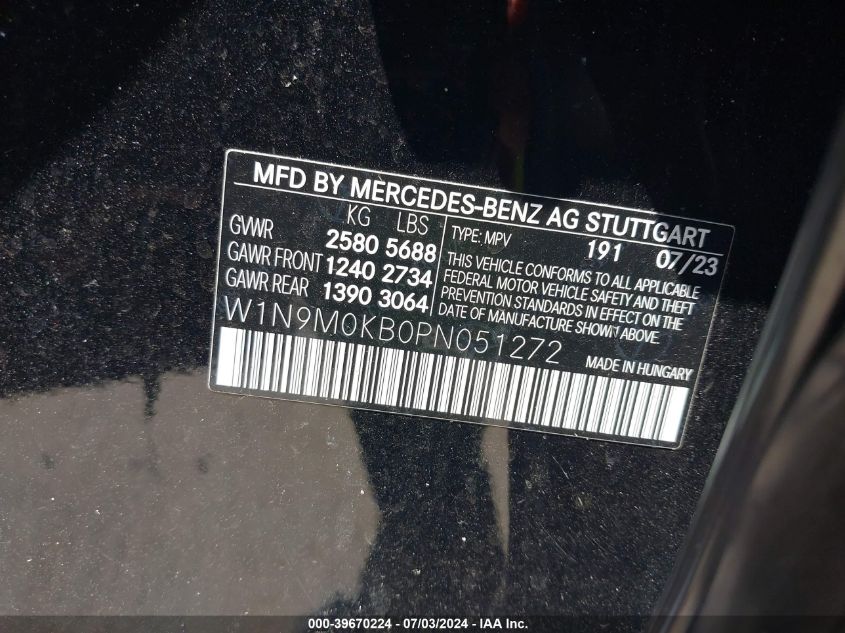 MFD BY MERCEDES-BENZ AG STUTTGART
KG LBS
GVWR 2580 5688
GAWR FRONT 1240 2734
GAWR REAR 1390 3064
TYPE: MPV 191 07/23
THIS VEHICLE CONFORMS TO ALL APPLICABLE
FEDERAL MOTOR VEHICLE SAFETY AND THEFT
PREVENTION STANDARDS IN EFFECT ON THE
DATE OF MANUFACTURE SHOWN ABOVE.
W1N9M0KB0PN051272
MADE IN HUNGARY
000-39670224 - 07/03/2024 - IAA Inc.